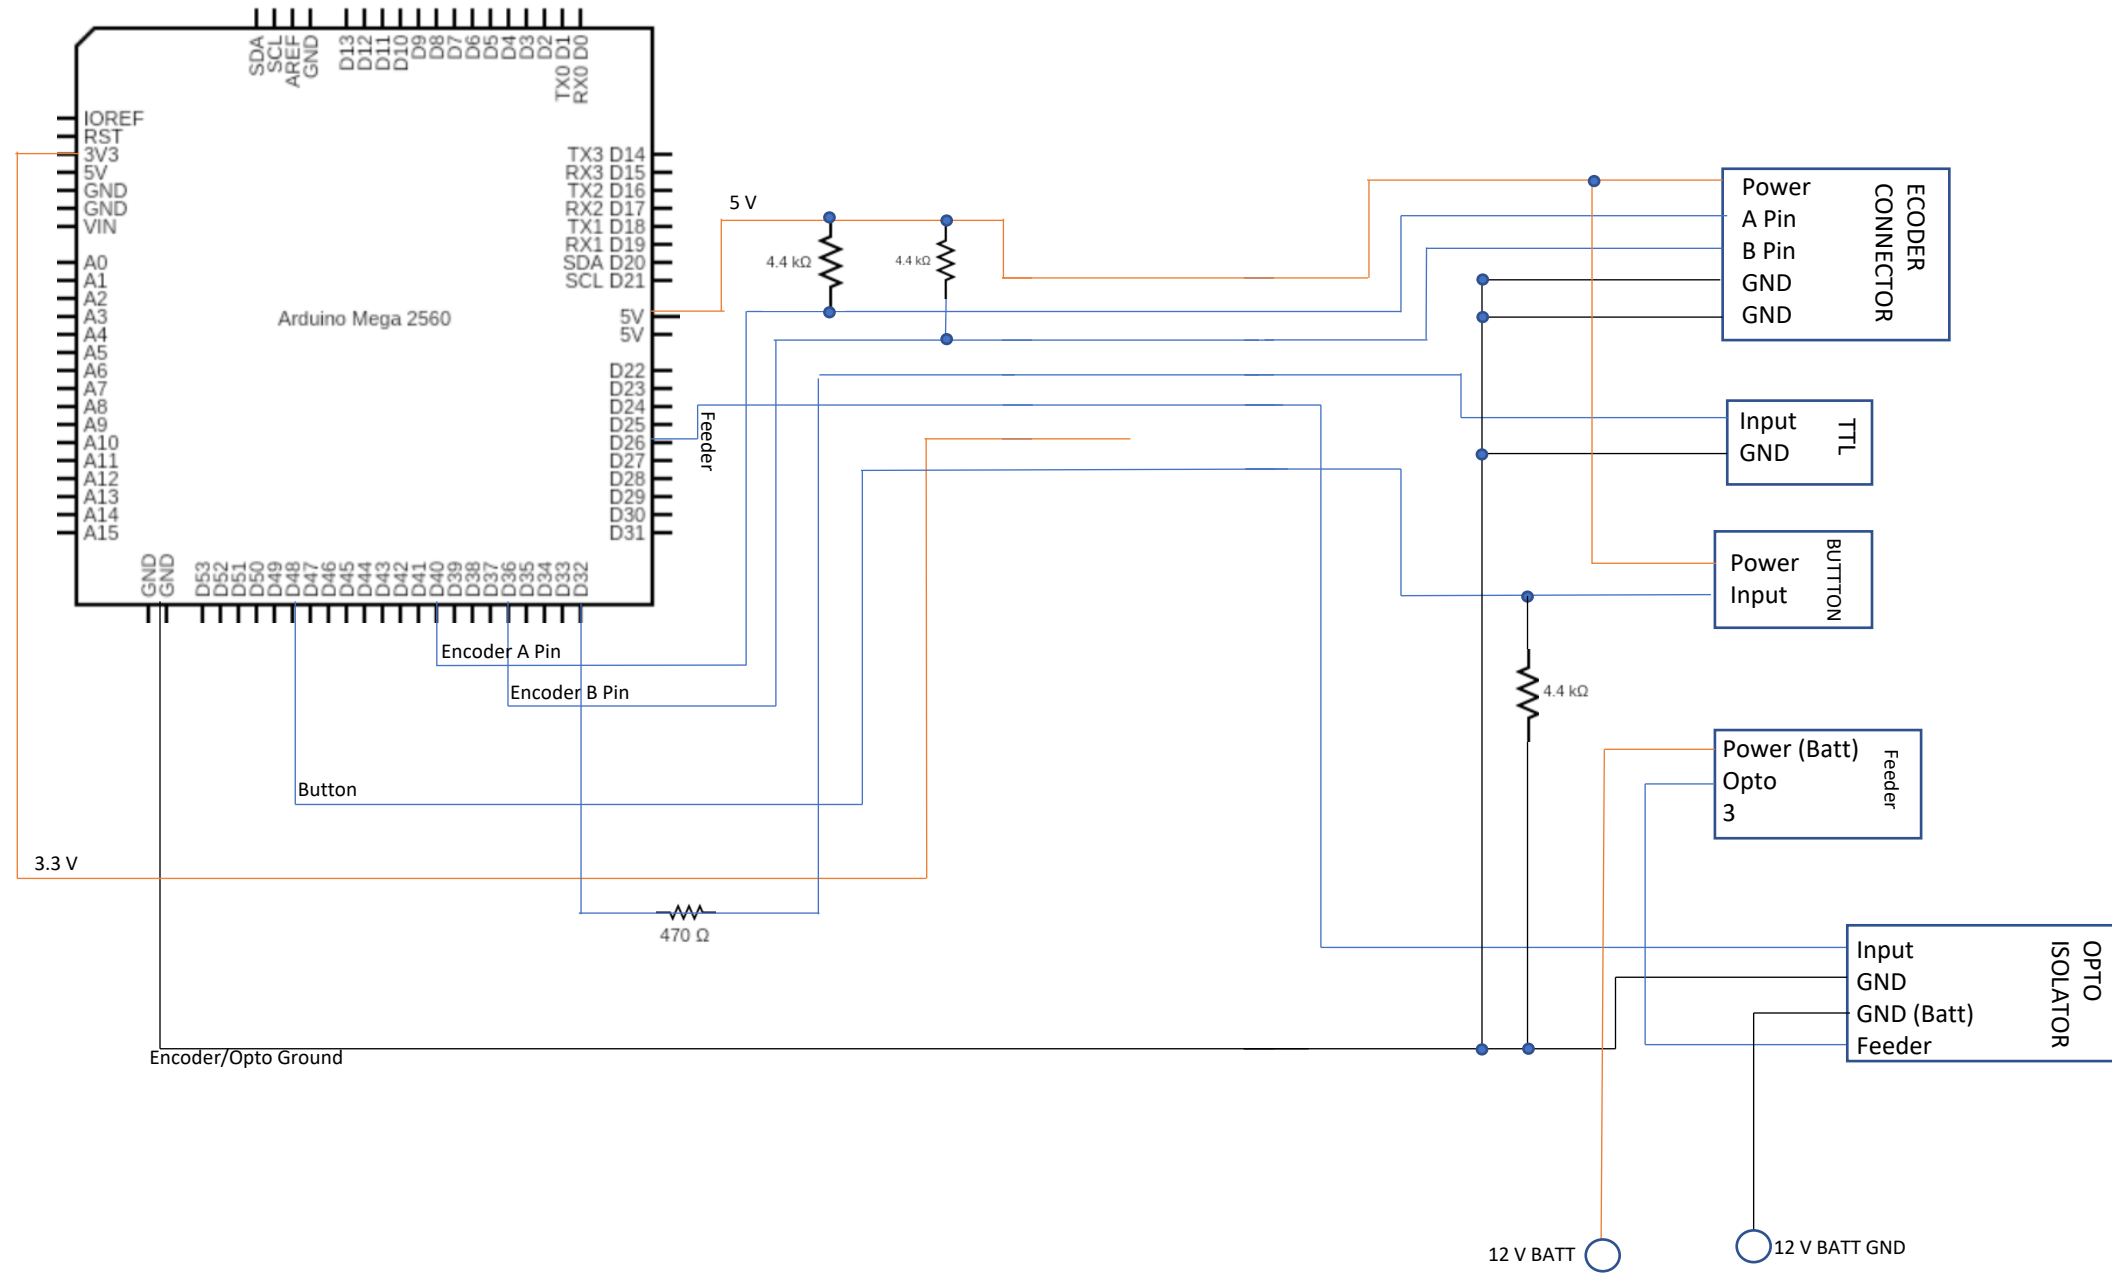 SDA
SCL
AREF
GND
D13
D12
D11
D10
D9
D8
D7
D6
D5
D4
D3
D2
TX0 D1
RX0 D0
IOREF
RST
3V3
5V
GND
GND
VIN
A0
A1
A2
A3
A4
A5
A6
A7
A8
A9
A10
A11
A12
A13
A14
A15
Arduino Mega 2560
TX3 D14
RX3 D15
TX2 D16
RX2 D17
TX1 D18
RX1 D19
SDA D20
SCL D21
5V
5V
D22
D23
D24
D25
D26
D27
D28
D29
D30
D31
GND
GND
D53
D52
D51
D50
D49
D48
D47
D46
D45
D44
D43
D42
D41
D40
D39
D38
D37
D36
D35
D34
D33
D32
5 V
4.4 kΩ
4.4 kΩ
Feeder
Encoder A Pin
Encoder B Pin
Button
3.3 V
470 Ω
Encoder/Opto Ground
Power
A Pin
B Pin
GND
GND
ECODER
CONNECTOR
Input
GND
TTL
Power
Input
BUTTTON
4.4 kΩ
Power (Batt)
Opto
3
Feeder
Input
GND
GND (Batt)
Feeder
OPTO
ISOLATOR
12 V BATT
12 V BATT GND